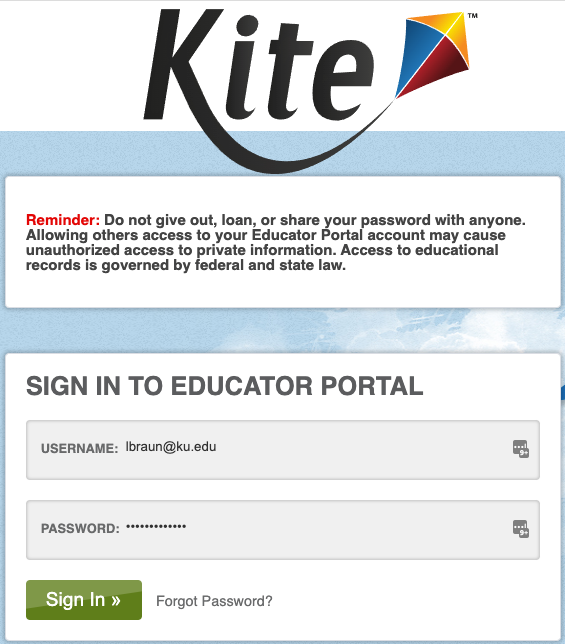 Kite™
Reminder: Do not give out, loan, or share your password with anyone.
Allowing others access to your Educator Portal account may cause
unauthorized access to private information. Access to educational
records is governed by federal and state law.
SIGN IN TO EDUCATOR PORTAL
USERNAME: lbraun@ku.edu
9+
PASSWORD: •••••••••••••
9+
Sign In » Forgot Password?